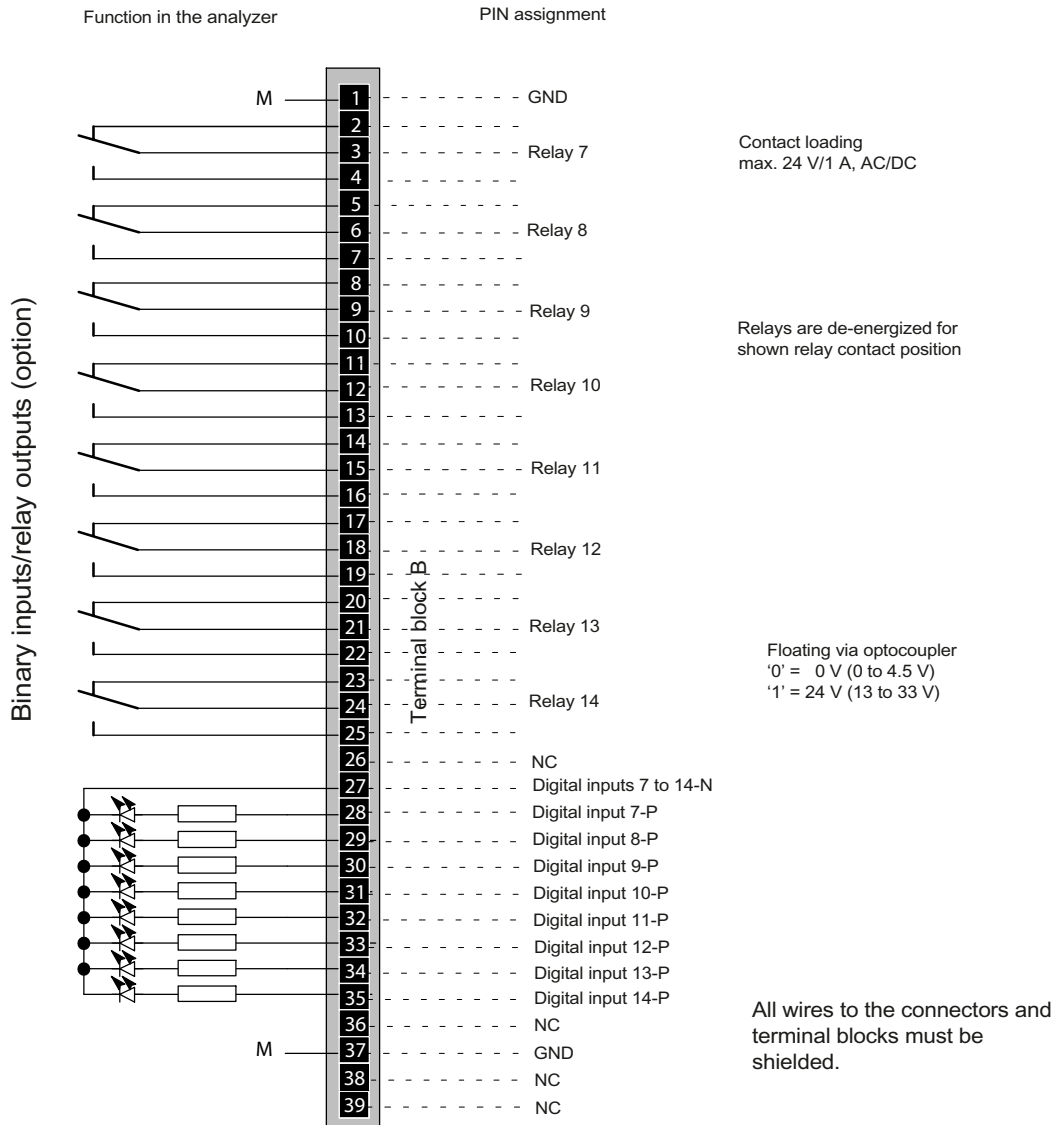 Function in the analyzer
PIN assignment
Binary inputs/relay outputs (option)
Terminal block B
M
1
GND
2
3
Relay 7
4
5
6
Relay 8
7
8
9
Relay 9
10
11
12
Relay 10
13
14
15
Relay 11
16
17
18
Relay 12
19
20
21
Relay 13
22
23
24
Relay 14
25
26
NC
27
Digital inputs 7 to 14-N
28
Digital input 7-P
29
Digital input 8-P
30
Digital input 9-P
31
Digital input 10-P
32
Digital input 11-P
33
Digital input 12-P
34
Digital input 13-P
35
Digital input 14-P
36
NC
M
37
GND
38
NC
39
NC
Contact loading
max. 24 V/1 A, AC/DC
Relays are de-energized for
shown relay contact position
Floating via optocoupler
‘0’ = 0 V (0 to 4.5 V)
‘1’ = 24 V (13 to 33 V)
All wires to the connectors and
terminal blocks must be
shielded.